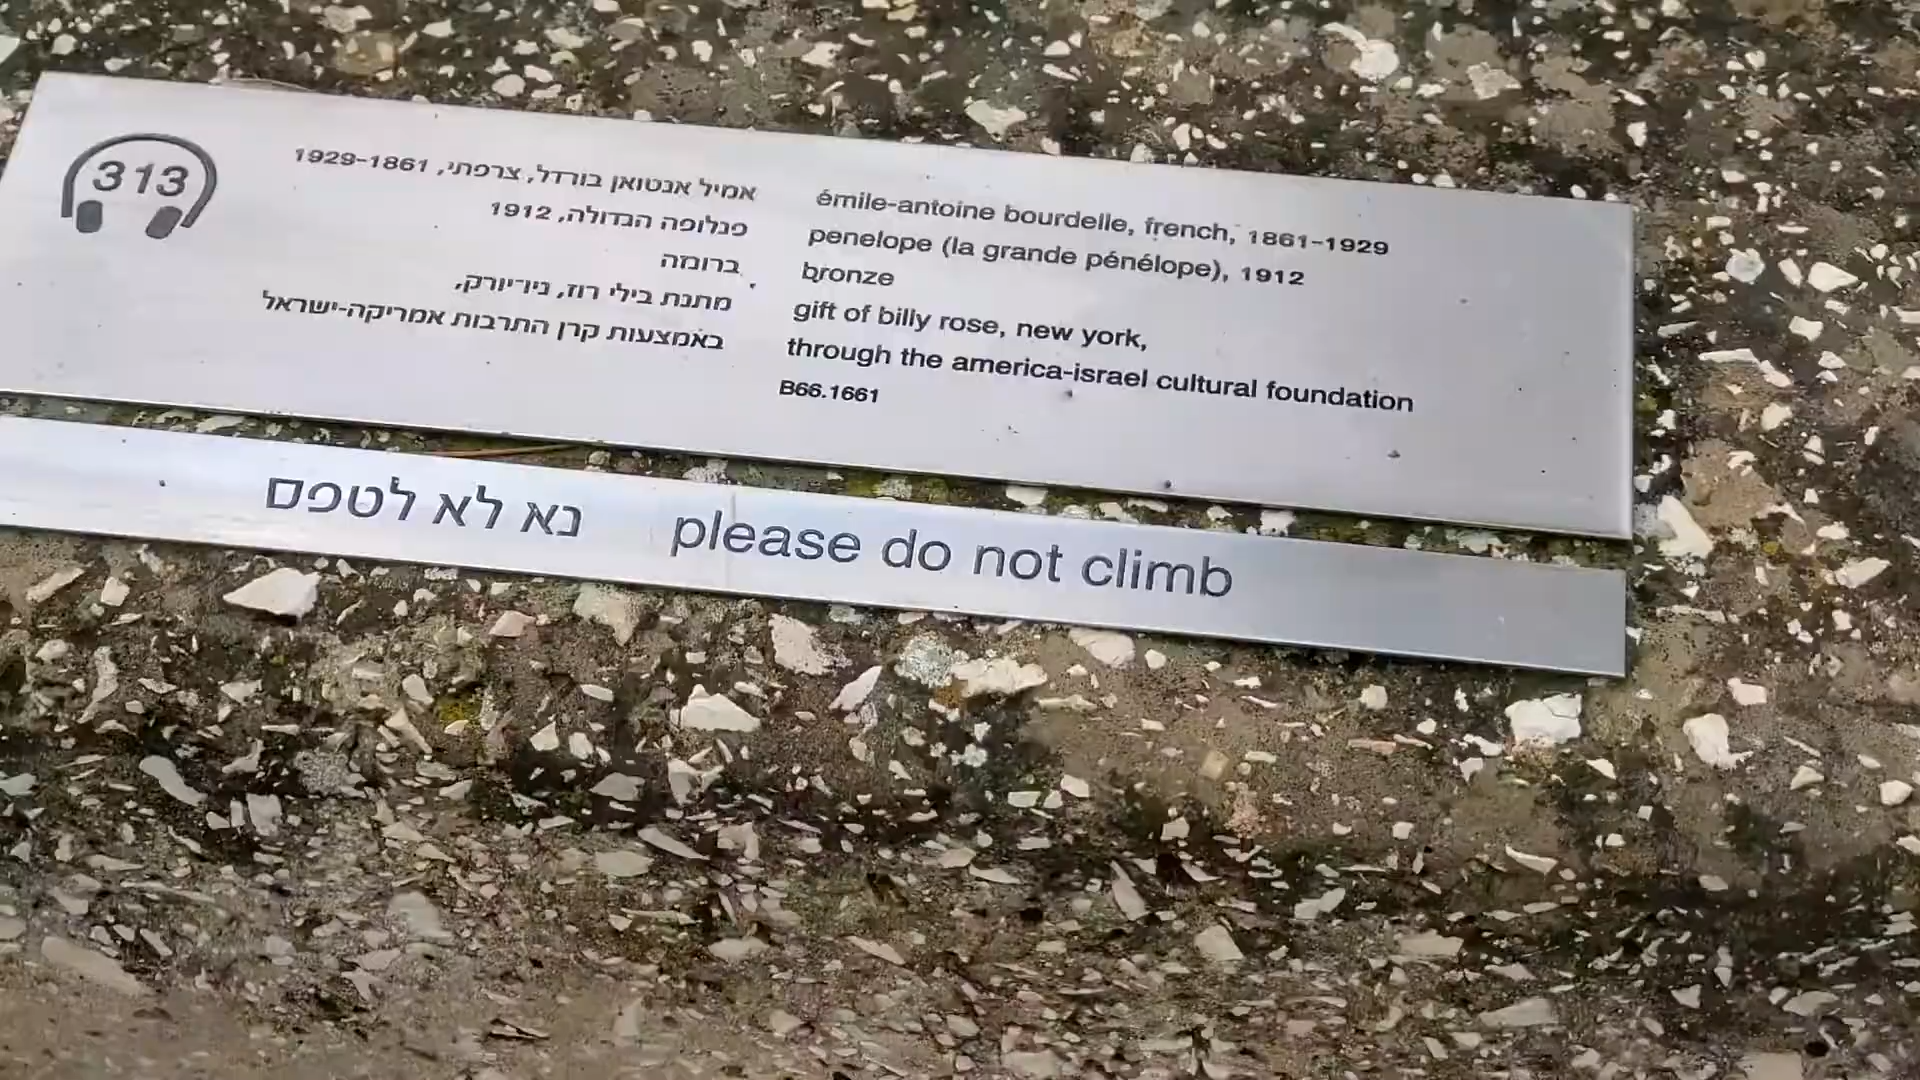 313
אמיל אנטואן בורדל, צרפתי, 1929-1861
פנלופה הגדולה, 1912
ברונזה
מתנת בילי רוז, ניו־יורק,
באמצעות קרן התרבות אמריקה-ישראל
émile-antoine bourdelle, french, 1861-1929
penelope (la grande pénélope), 1912
bronze
gift of billy rose, new york,
through the america-israel cultural foundation
B66.1661
נא לא לטפס
please do not climb